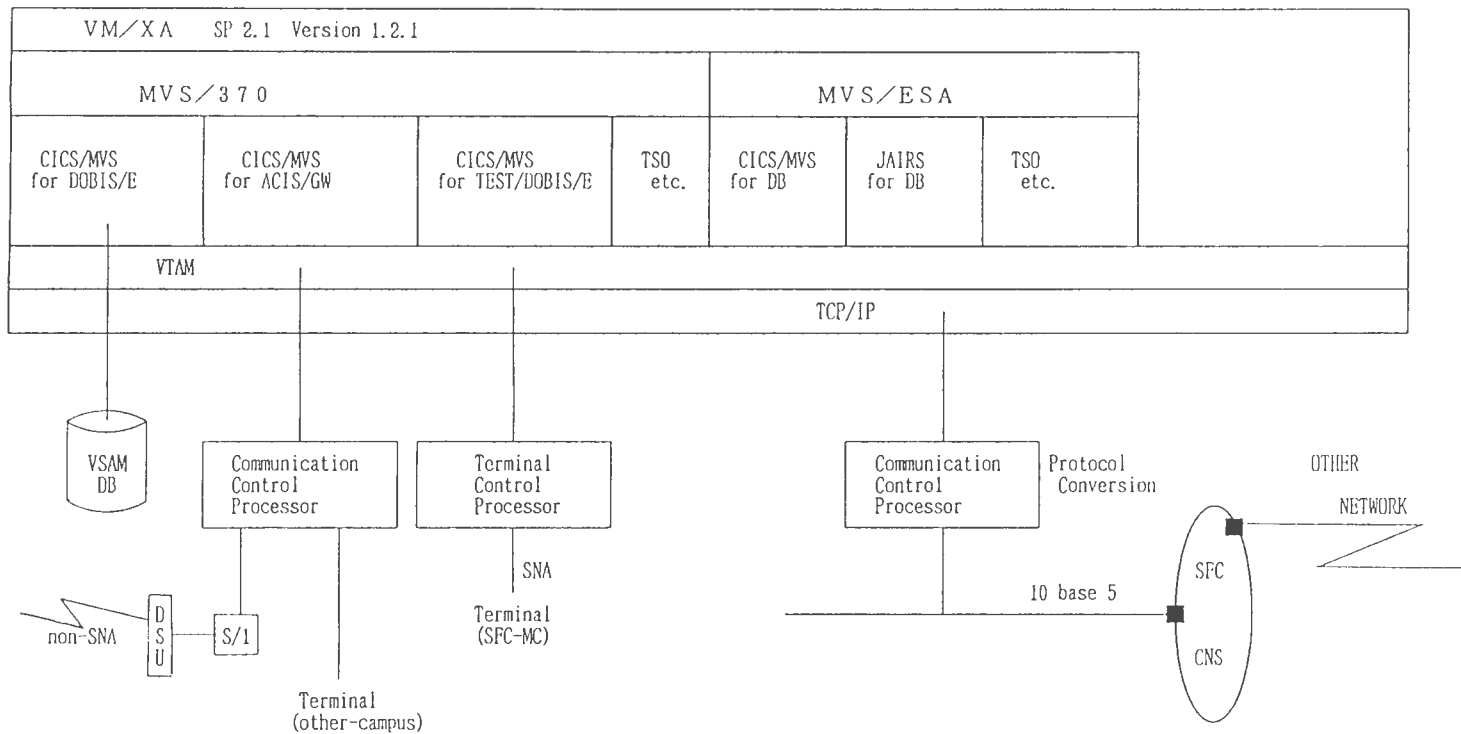 VM／XA SP 2.1 Version 1.2.1
MVS／370
MVS／ESA
CICS/MVS
for DOBIS/E
CICS/MVS
for ACIS/GW
CICS/MVS
for TEST/DOBIS/E
TSO
etc.
CICS/MVS
for DB
JAIRS
for DB
TSO
etc.
VTAM
TCP/IP
VSAM
DB
Communication
Control
Processor
Terminal
Control
Processor
Communication
Control
Processor
Protocol
Conversion
OTHER
NETWORK
SNA
Terminal
(SFC-MC)
10 base 5
SFC
CNS
non-SNA
D
S
U
S/1
Terminal
(other-campus)